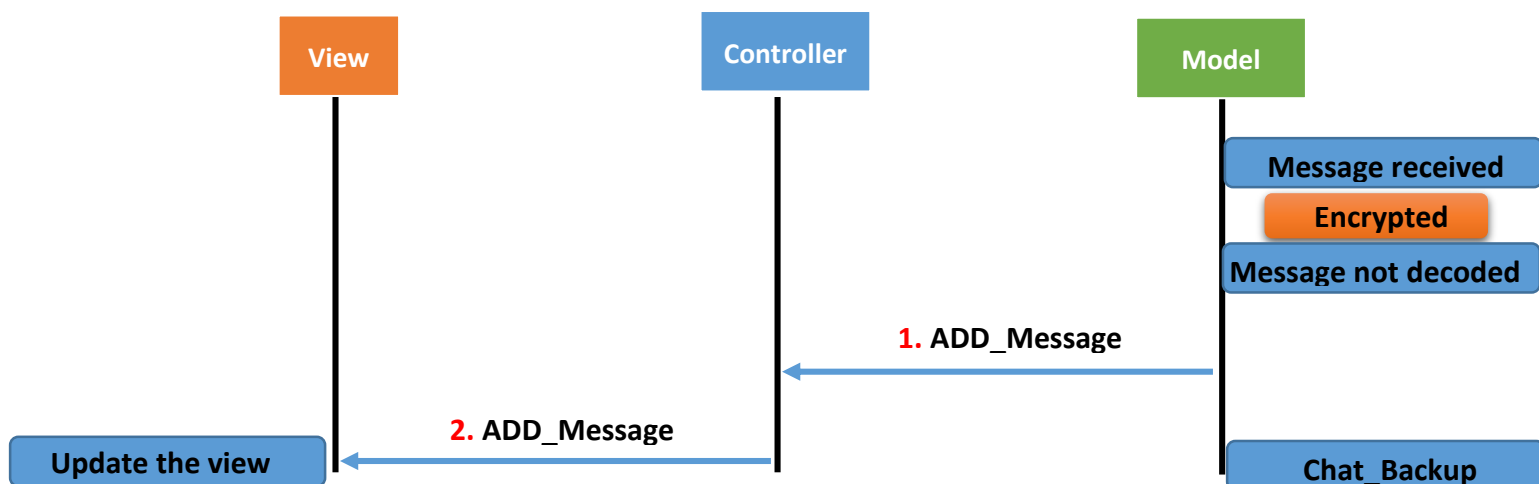 View
Controller
Model
Message received
Encrypted
Message not decoded
1. ADD_Message
2. ADD_Message
Update the view
Chat_Backup